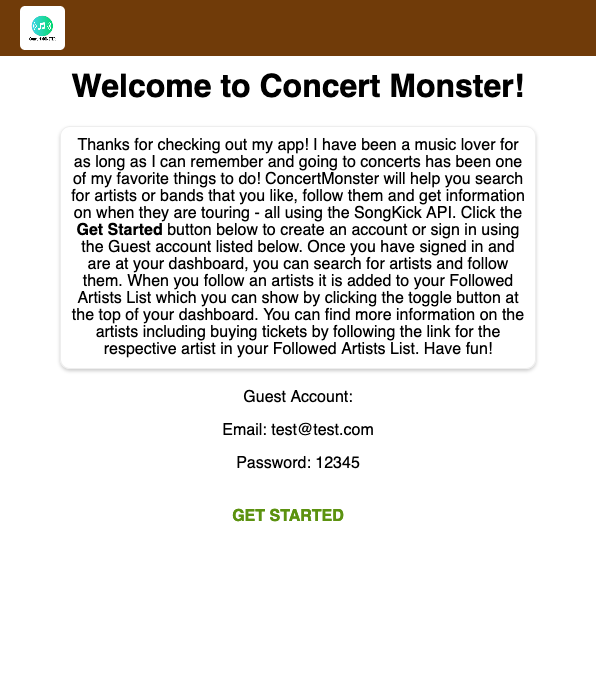 Welcome to Concert Monster!
Thanks for checking out my app! I have been a music lover for
as long as I can remember and going to concerts has been one
of my favorite things to do! ConcertMonster will help you search
for artists or bands that you like, follow them and get information
on when they are touring - all using the SongKick API. Click the
Get Started button below to create an account or sign in using
the Guest account listed below. Once you have signed in and
are at your dashboard, you can search for artists and follow
them. When you follow an artists it is added to your Followed
Artists List which you can show by clicking the toggle button at
the top of your dashboard. You can find more information on the
artists including buying tickets by following the link for the
respective artist in your Followed Artists List. Have fun!
Guest Account:
Email: test@test.com
Password: 12345
GET STARTED